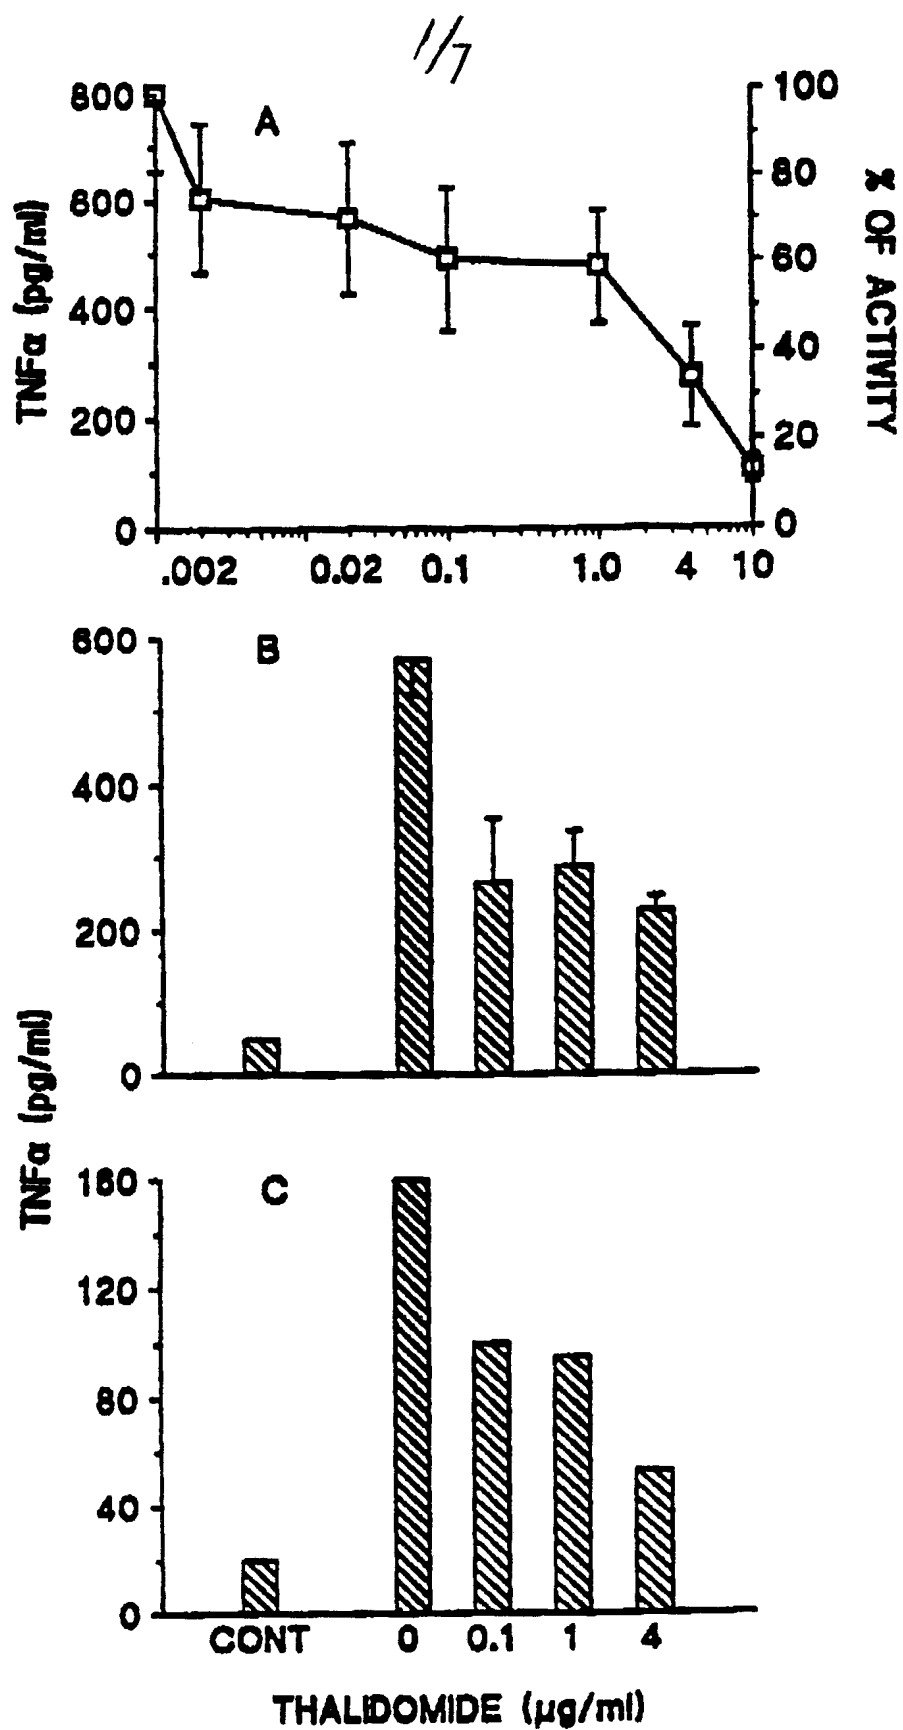 1/7
A
800
600
400
200
0
TNFα (pg/ml)
100
80
60
40
20
0
% OF ACTIVITY
.002 0.02 0.1 1.0 4 10
B
600
400
200
0
TNFα (pg/ml)
C
160
120
80
40
0
CONT 0 0.1 1 4
THALIDOMIDE (µg/ml)